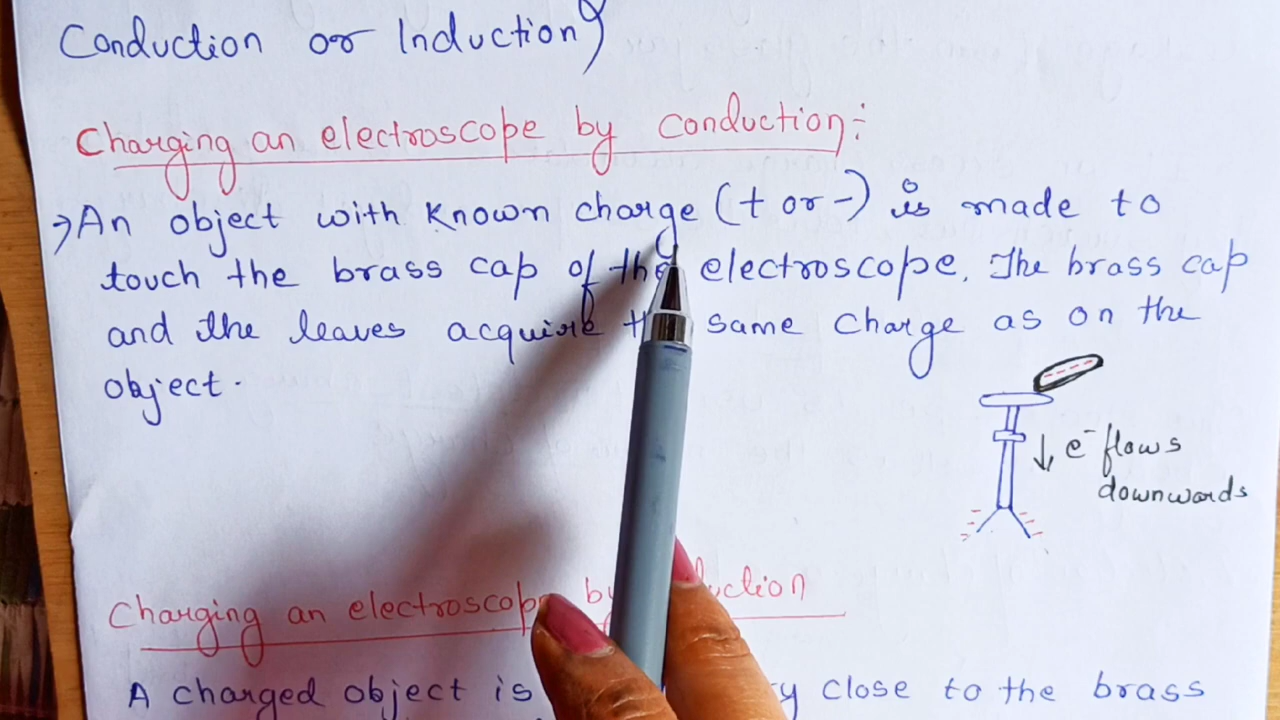 Conduction or Induction)
Charging an electroscope by conduction:
→ An object with known charge (+ or -) is made to
touch the brass cap of the electroscope. The brass cap
and the leaves acquire same charge as on the
object.
e⁻ flows
downwards
Charging an electroscope by
A charged object is close to the brass